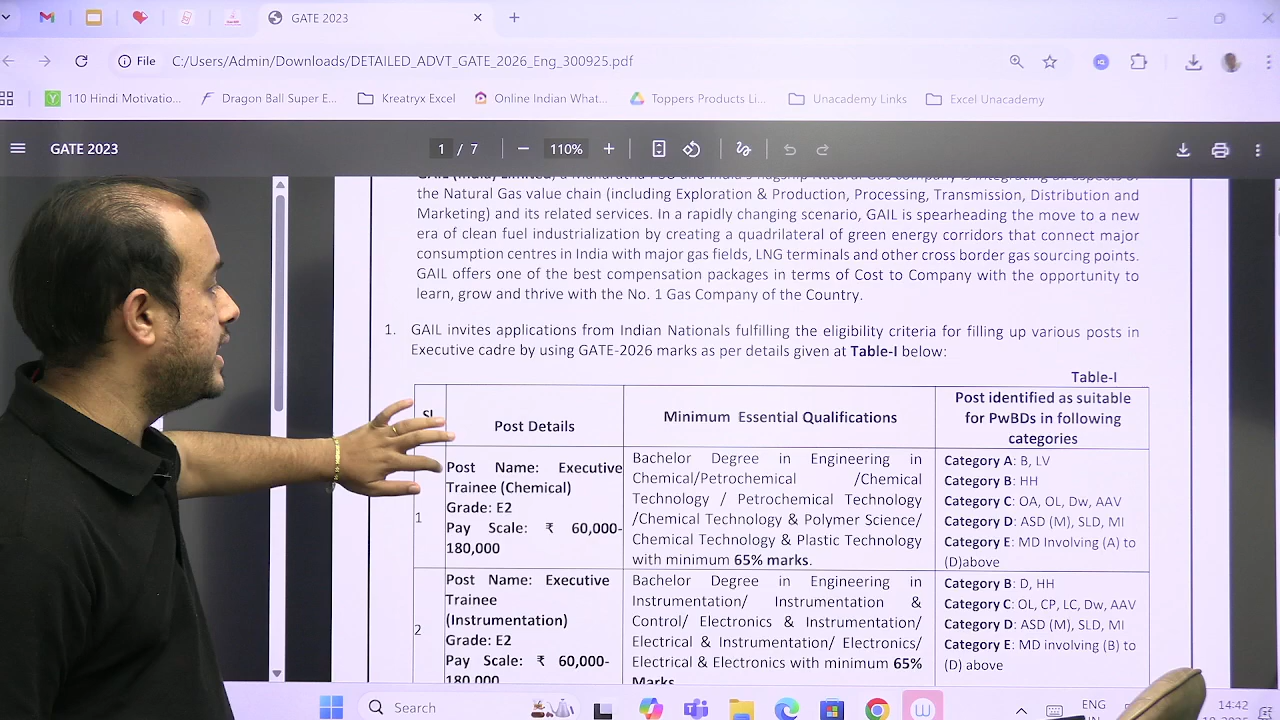 GATE 2023
File C:/Users/Admin/Downloads/DETAILED_ADVT_GATE_2026_Eng_300925.pdf
110 Hindi Motivatio... Dragon Ball Super E... Kreatryx Excel Online Indian What... Toppers Products Li... Unacademy Links Excel Unacademy
GATE 2023 1 / 7 110%
the Natural Gas value chain (including Exploration & Production, Processing, Transmission, Distribution and
Marketing) and its related services. In a rapidly changing scenario, GAIL is spearheading the move to a new
era of clean fuel industrialization by creating a quadrilateral of green energy corridors that connect major
consumption centres in India with major gas fields, LNG terminals and other cross border gas sourcing points.
GAIL offers one of the best compensation packages in terms of Cost to Company with the opportunity to
learn, grow and thrive with the No. 1 Gas Company of the Country.
1. GAIL invites applications from Indian Nationals fulfilling the eligibility criteria for filling up various posts in
Executive cadre by using GATE-2026 marks as per details given at Table-I below:
Table-I
Post Details
Minimum Essential Qualifications
Post identified as suitable
for PwBDs in following
categories
1
Post Name: Executive
Trainee (Chemical)
Grade: E2
Pay Scale: ₹ 60,000-
180,000
Bachelor Degree in Engineering in
Chemical/Petrochemical /Chemical
Technology / Petrochemical Technology
/Chemical Technology & Polymer Science/
Chemical Technology & Plastic Technology
with minimum 65% marks.
Category A: B, LV
Category B: HH
Category C: OA, OL, Dw, AAV
Category D: ASD (M), SLD, MI
Category E: MD Involving (A) to
(D)above
2
Post Name: Executive
Trainee
(Instrumentation)
Grade: E2
Pay Scale: ₹ 60,000-
180,000
Bachelor Degree in Engineering in
Instrumentation/ Instrumentation &
Control/ Electronics & Instrumentation/
Electrical & Instrumentation/ Electronics/
Electrical & Electronics with minimum 65%
Marks
Category B: D, HH
Category C: OL, CP, LC, Dw, AAV
Category D: ASD (M), SLD, MI
Category E: MD involving (B) to
(D) above
Search
ENG
IN
14:42